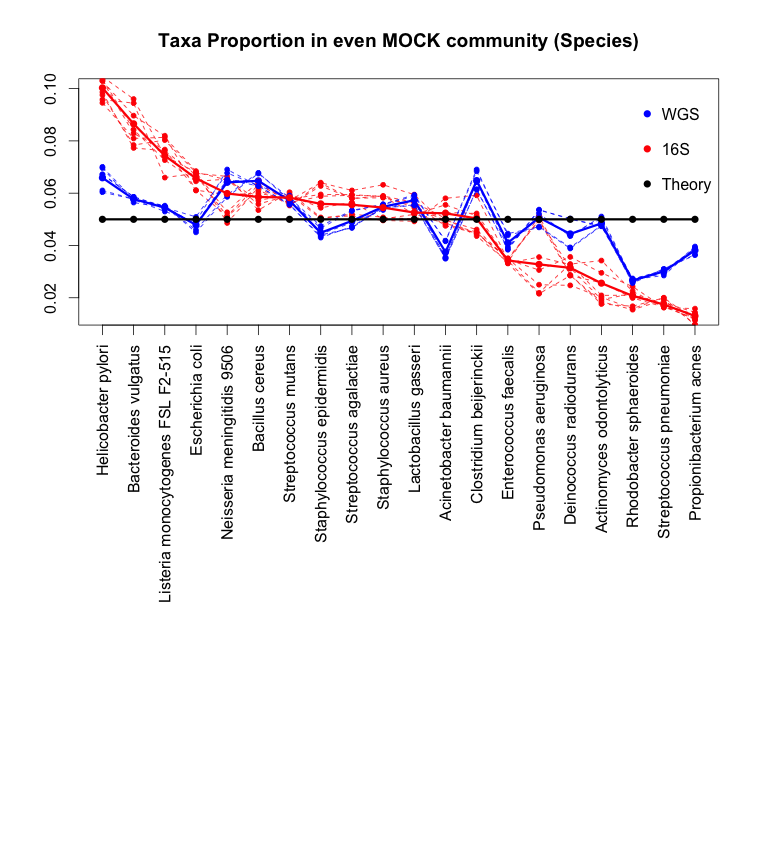 Taxa Proportion in even MOCK community (Species)
0.10
0.08
0.06
0.04
0.02
WGS
16S
Theory
Helicobacter pylori
Bacteroides vulgatus
Listeria monocytogenes FSL F2-515
Escherichia coli
Neisseria meningitidis 9506
Bacillus cereus
Streptococcus mutans
Staphylococcus epidermidis
Streptococcus agalactiae
Staphylococcus aureus
Lactobacillus gasseri
Acinetobacter baumannii
Clostridium beijerinckii
Enterococcus faecalis
Pseudomonas aeruginosa
Deinococcus radiodurans
Actinomyces odontolyticus
Rhodobacter sphaeroides
Streptococcus pneumoniae
Propionibacterium acnes